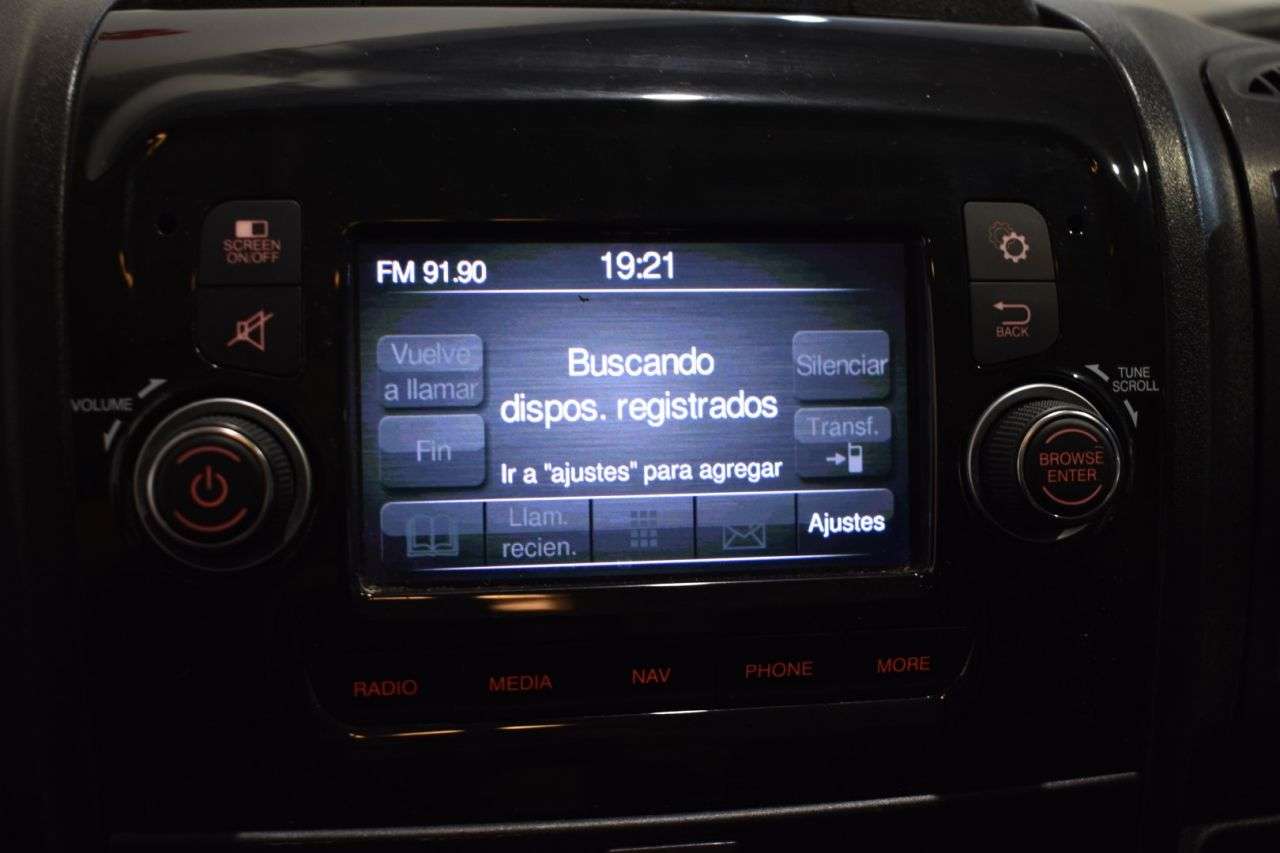 SCREEN
ON/OFF
VOLUME
FM 91.90
19:21
Vuelve
a llamar
Buscando
dispos. registrados
Silenciar
Fin
Transf.
Ir a "ajustes" para agregar
Llam.
recien.
Ajustes
BACK
TUNE
SCROLL
BROWSE
ENTER
RADIO
MEDIA
NAV
PHONE
MORE